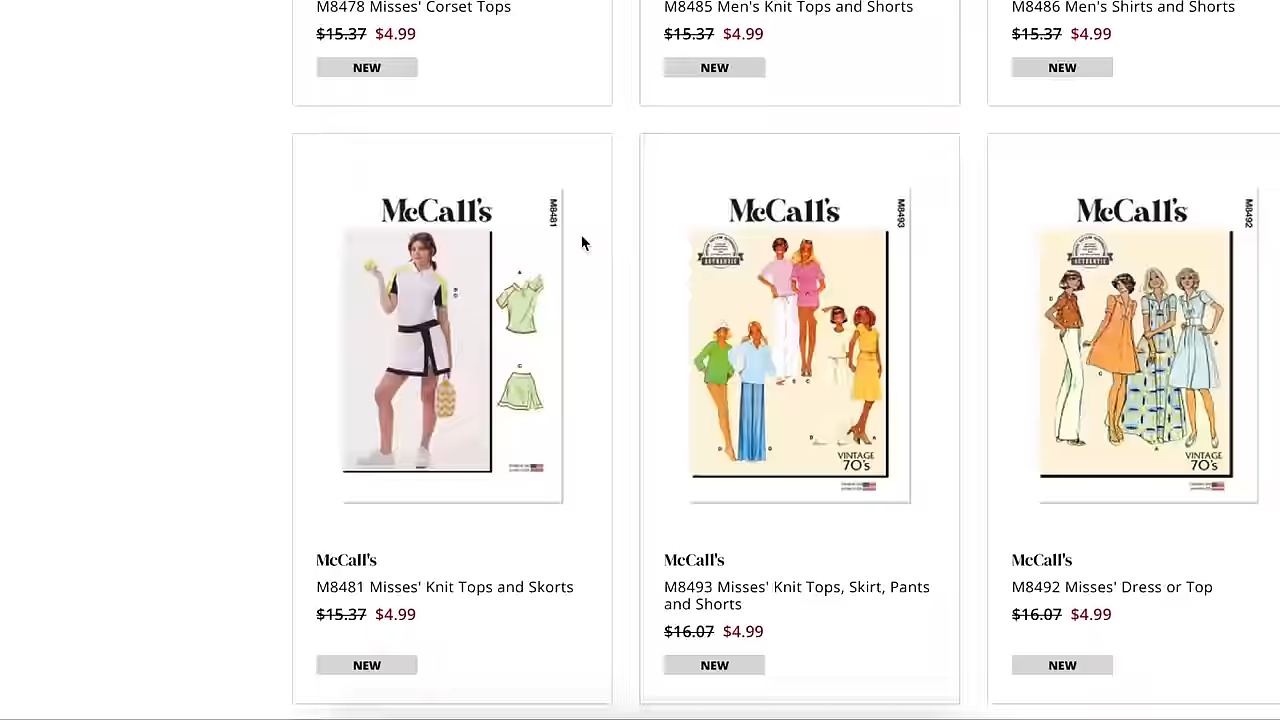 M8478 Misses' Corset Tops
$15.37 $4.99
NEW
M8485 Men's Knit Tops and Shorts
$15.37 $4.99
NEW
M8486 Men's Shirts and Shorts
$15.37 $4.99
NEW
McCall's
M8481
A
C
McCall's
M8481 Misses' Knit Tops and Skorts
$15.37 $4.99
NEW
McCall's
M8493
AUTHENTIC
VINTAGE
70's
McCall's
M8493 Misses' Knit Tops, Skirt, Pants
and Shorts
$16.07 $4.99
NEW
McCall's
M8492
AUTHENTIC
VINTAGE
70's
McCall's
M8492 Misses' Dress or Top
$16.07 $4.99
NEW